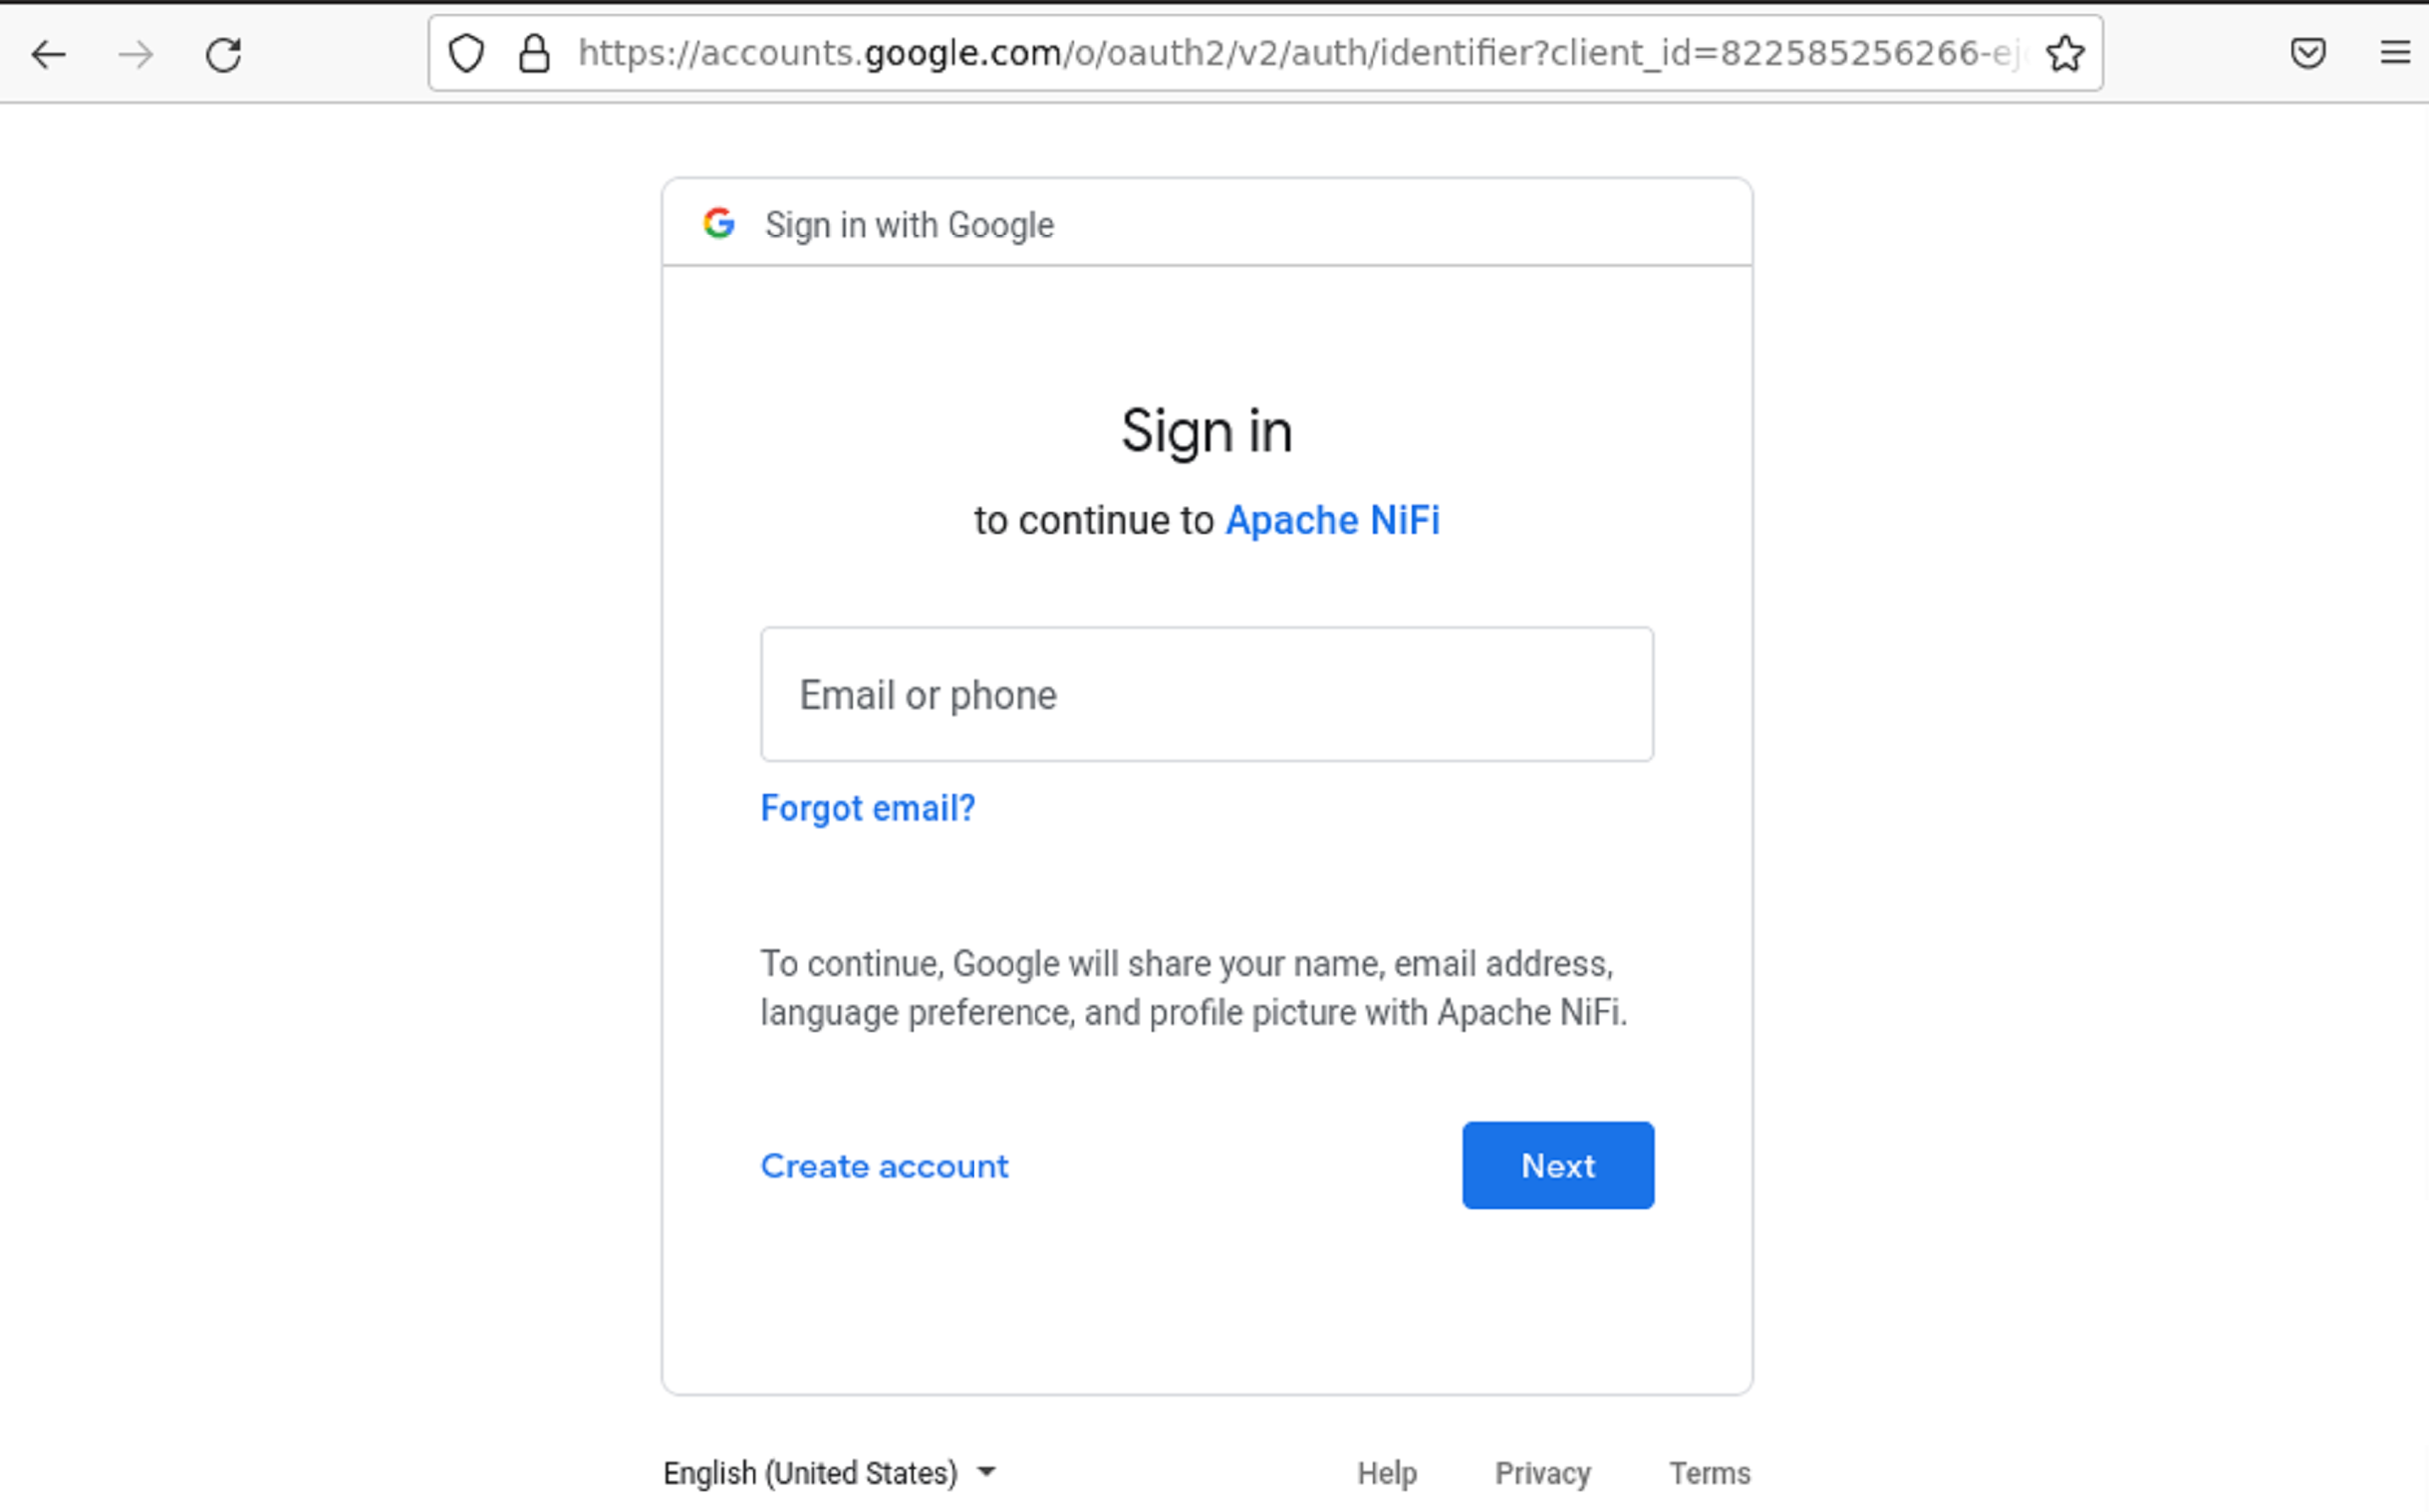 https://accounts.google.com/o/oauth2/v2/auth/identifier?client_id=822585256266-ej
Sign in with Google
Sign in
to continue to Apache NiFi
Email or phone
Forgot email?
To continue, Google will share your name, email address,
language preference, and profile picture with Apache NiFi.
Create account
Next
English (United States)
Help
Privacy
Terms